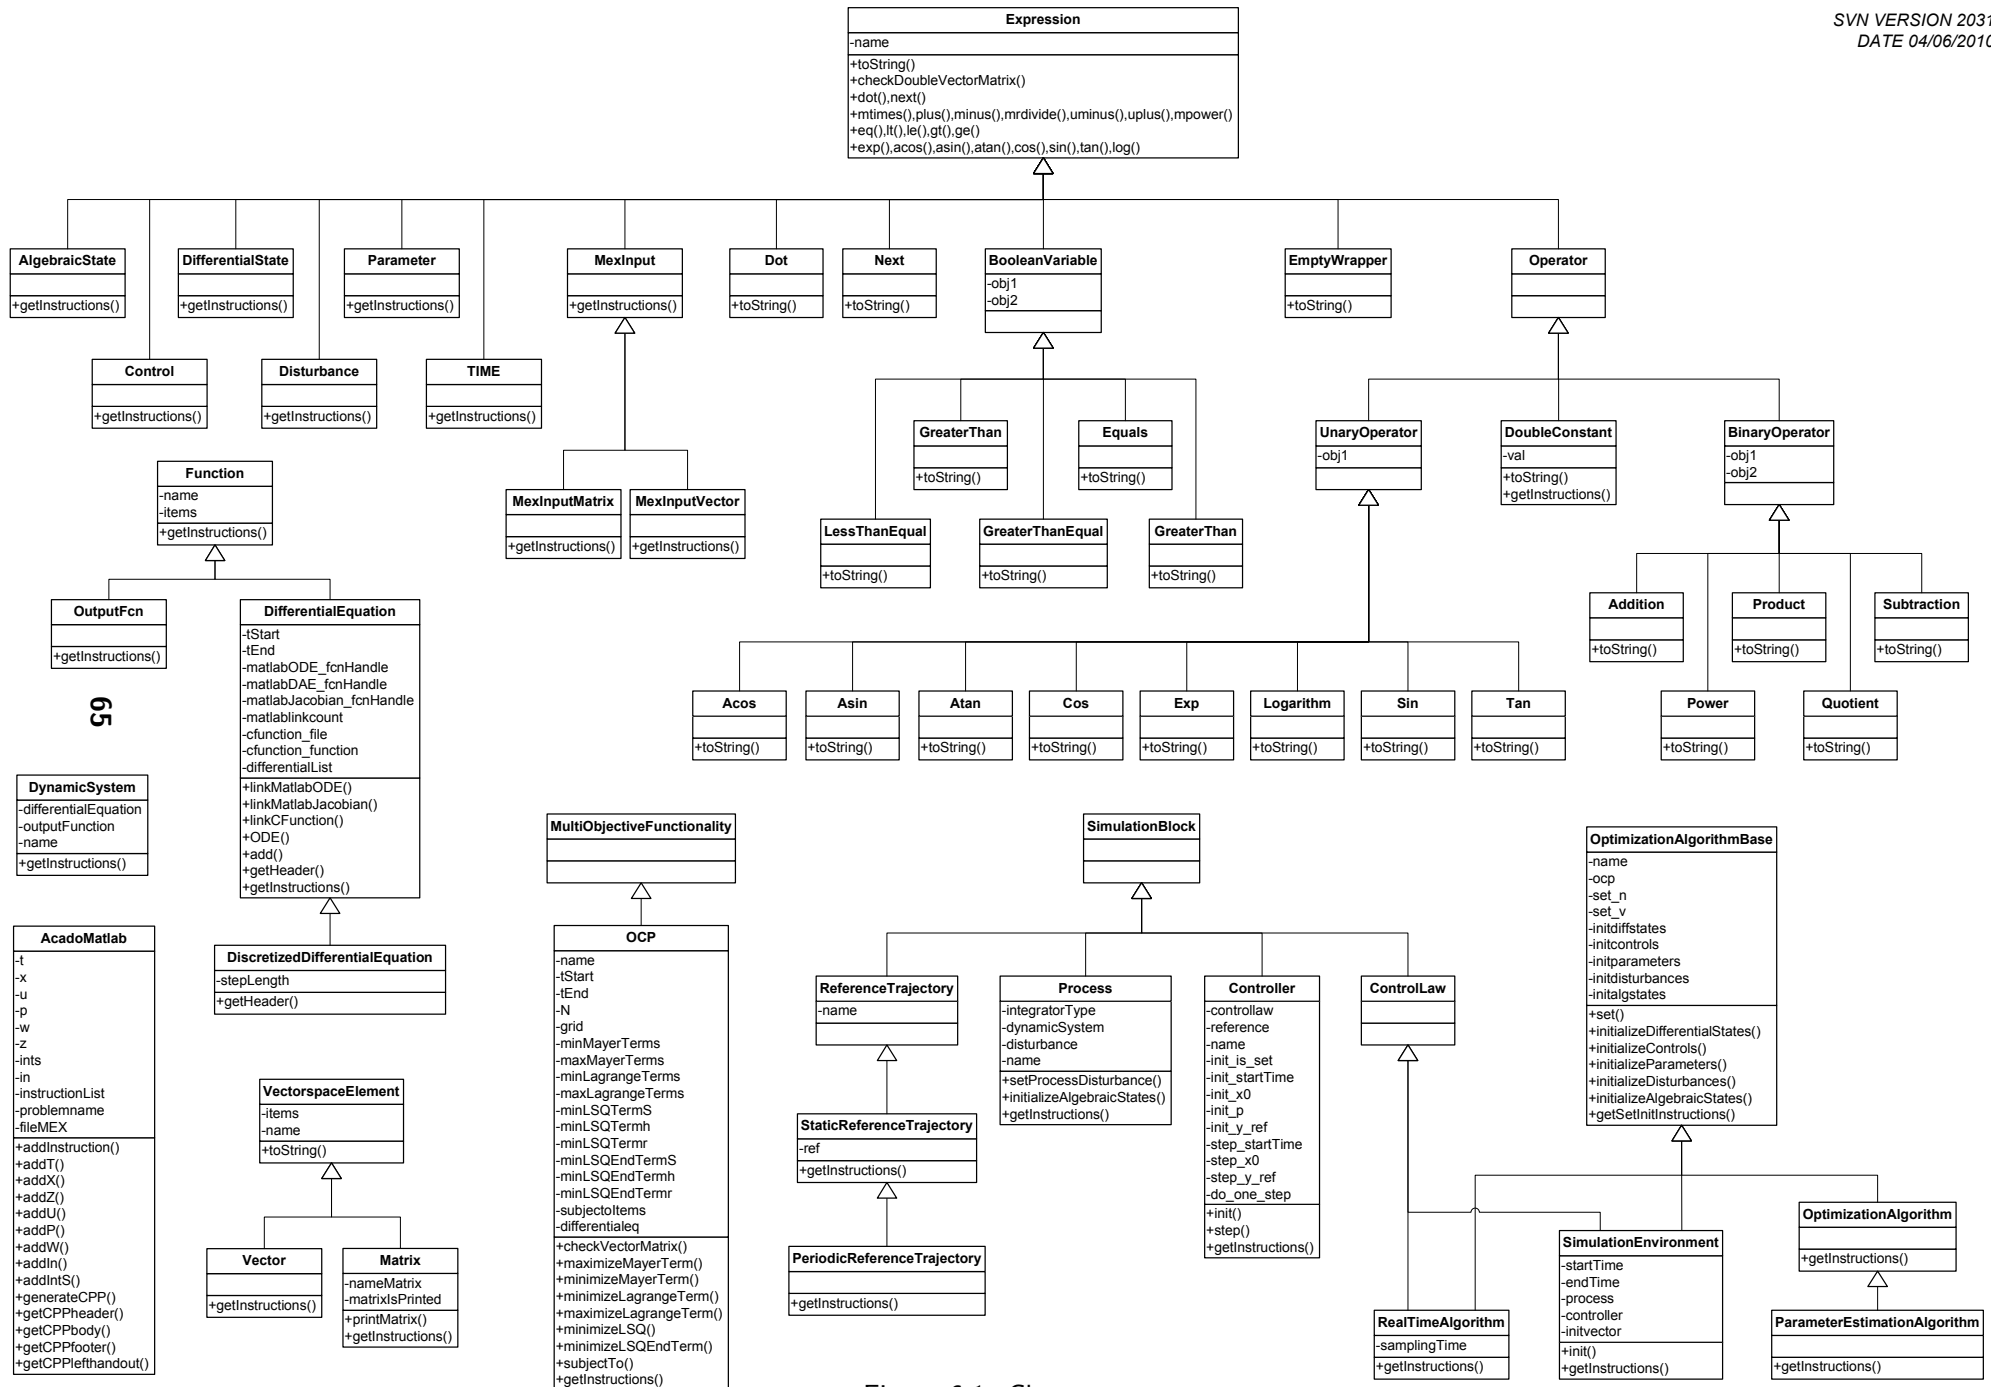 SVN VERSION 2031
DATE 04/06/2010
Expression
-name
+toString()
+checkDoubleVectorMatrix()
+dot(),next()
+mtimes(),plus(),minus(),mrdivide(),uminus(),uplus(),mpower()
+eq(),lt(),le(),gt(),ge()
+exp(),acos(),asin(),atan(),cos(),sin(),tan(),log()
AlgebraicState
+getInstructions()
DifferentialState
+getInstructions()
Parameter
+getInstructions()
MexInput
+getInstructions()
Dot
+toString()
Next
+toString()
BooleanVariable
-obj1
-obj2
EmptyWrapper
+toString()
Operator
Control
+getInstructions()
Disturbance
+getInstructions()
TIME
+getInstructions()
GreaterThan
+toString()
Equals
+toString()
UnaryOperator
-obj1
DoubleConstant
-val
+toString()
+getInstructions()
BinaryOperator
-obj1
-obj2
Function
-name
-items
+getInstructions()
MexInputMatrix
+getInstructions()
MexInputVector
+getInstructions()
LessThanEqual
+toString()
GreaterThanEqual
+toString()
GreaterThan
+toString()
OutputFcn
+getInstructions()
DifferentialEquation
-tStart
-tEnd
-matlabODE_fcnHandle
-matlabDAE_fcnHandle
-matlabJacobian_fcnHandle
-matlablinkcount
-cfunction_file
-cfunction_function
-differentialList
+linkMatlabODE()
+linkMatlabJacobian()
+linkCFunction()
+ODE()
+add()
+getHeader()
+getInstructions()
Addition
+toString()
Product
+toString()
Subtraction
+toString()
65
Acos
+toString()
Asin
+toString()
Atan
+toString()
Cos
+toString()
Exp
+toString()
Logarithm
+toString()
Sin
+toString()
Tan
+toString()
Power
+toString()
Quotient
+toString()
DynamicSystem
-differentialEquation
-outputFunction
-name
+getInstructions()
MultiObjectiveFunctionality
SimulationBlock
OptimizationAlgorithmBase
-name
-ocp
-set_n
-set_v
-initdiffstates
-initcontrols
-initparameters
-initdisturbances
-initalgstates
+set()
+initializeDifferentialStates()
+initializeControls()
+initializeParameters()
+initializeDisturbances()
+initializeAlgebraicStates()
+getSetInitInstructions()
AcadoMatlab
-t
-x
-u
-p
-w
-z
-ints
-in
-instructionList
-problemname
-fileMEX
+addInstruction()
+addT()
+addX()
+addZ()
+addU()
+addP()
+addW()
+addIn()
+addIntS()
+generateCPP()
+getCPPheader()
+getCPPbody()
+getCPPfooter()
+getCPPlefthandout()
DiscretizedDifferentialEquation
-stepLength
+getHeader()
OCP
-name
-tStart
-tEnd
-N
-grid
-minMayerTerms
-maxMayerTerms
-minLagrangeTerms
-maxLagrangeTerms
-minLSQTermS
-minLSQTermh
-minLSQTermr
-minLSQEndTermS
-minLSQEndTermh
-minLSQEndTermr
-subjectoItems
-differentialeq
+checkVectorMatrix()
+maximizeMayerTerm()
+minimizeMayerTerm()
+minimizeLagrangeTerm()
+maximizeLagrangeTerm()
+minimizeLSQ()
+minimizeLSQEndTerm()
+subjectTo()
+getInstructions()
ReferenceTrajectory
-name
Process
-integratorType
-dynamicSystem
-disturbance
-name
+setProcessDisturbance()
+initializeAlgebraicStates()
+getInstructions()
Controller
-controllaw
-reference
-name
-init_is_set
-init_startTime
-init_x0
-init_p
-init_y_ref
-step_startTime
-step_x0
-step_y_ref
-do_one_step
+init()
+step()
+getInstructions()
ControlLaw
VectorspaceElement
-items
-name
+toString()
StaticReferenceTrajectory
-ref
+getInstructions()
Vector
+getInstructions()
Matrix
-nameMatrix
-matrixIsPrinted
+printMatrix()
+getInstructions()
PeriodicReferenceTrajectory
+getInstructions()
OptimizationAlgorithm
+getInstructions()
SimulationEnvironment
-startTime
-endTime
-process
-controller
-initvector
+init()
+getInstructions()
RealTimeAlgorithm
-samplingTime
+getInstructions()
ParameterEstimationAlgorithm
+getInstructions()